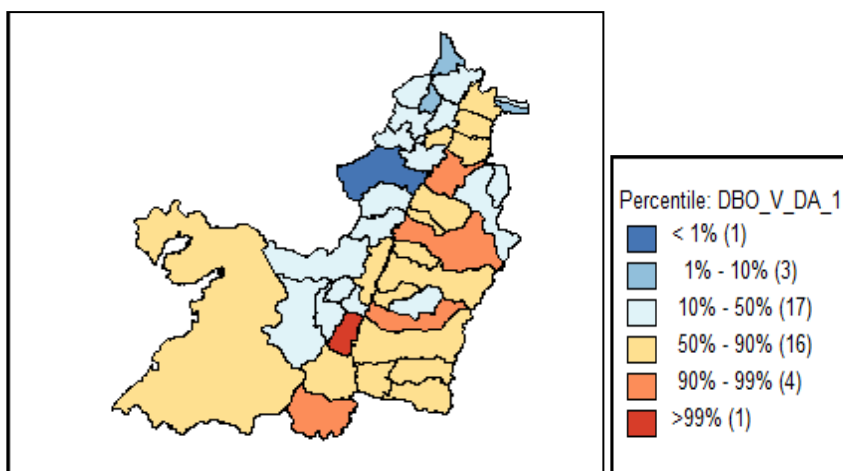 Percentile: DBO_V_DA_1
< 1% (1)
1% - 10% (3)
10% - 50% (17)
50% - 90% (16)
90% - 99% (4)
>99% (1)